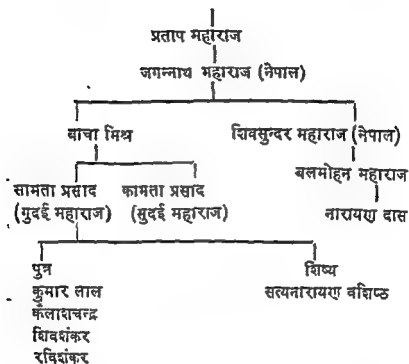 प्रताप महाराज
जगन्नाथ महाराज (नेपाल)
बाचा मिश्र
शिवसुन्दर महाराज (नेपाल)
सामता प्रसाद
(गुदई महाराज)
कामता प्रसाद
(सुदई महाराज)
बलमोहन महाराज
नारायण दास
पुत्र
कुमार लाल
कैलाशचन्द्र
शिवशंकर
रविशंकर
शिष्य
सत्यनारायण वशिष्ठ